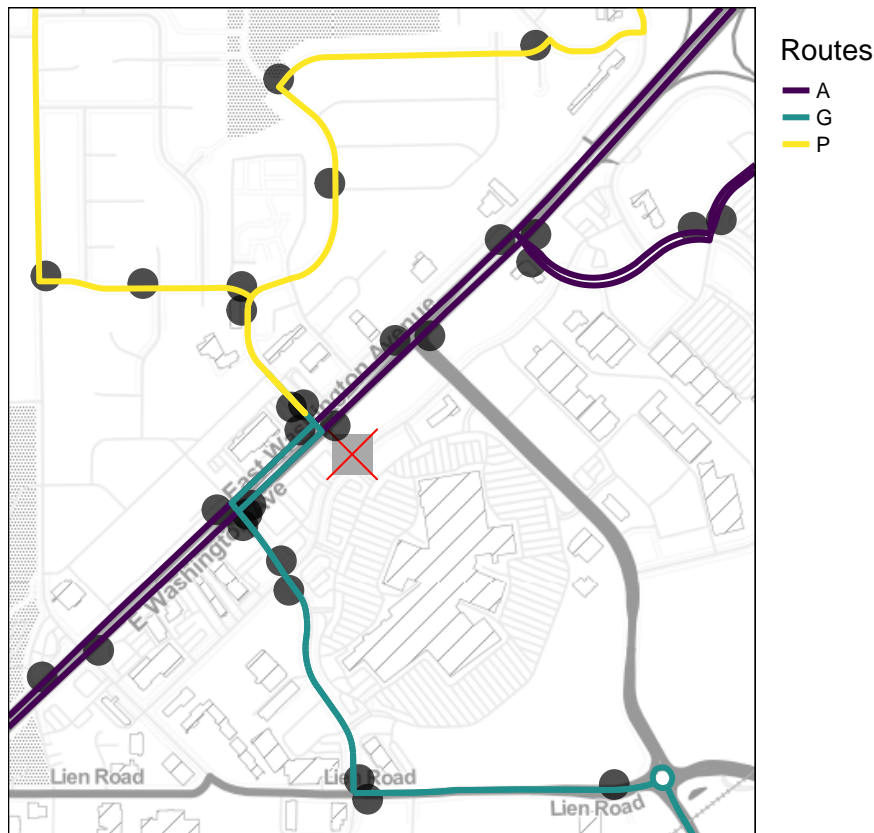 Routes
A
G
P
East Washington Avenue
E Washington Ave
Lien Road
Lien Road
Lien Road